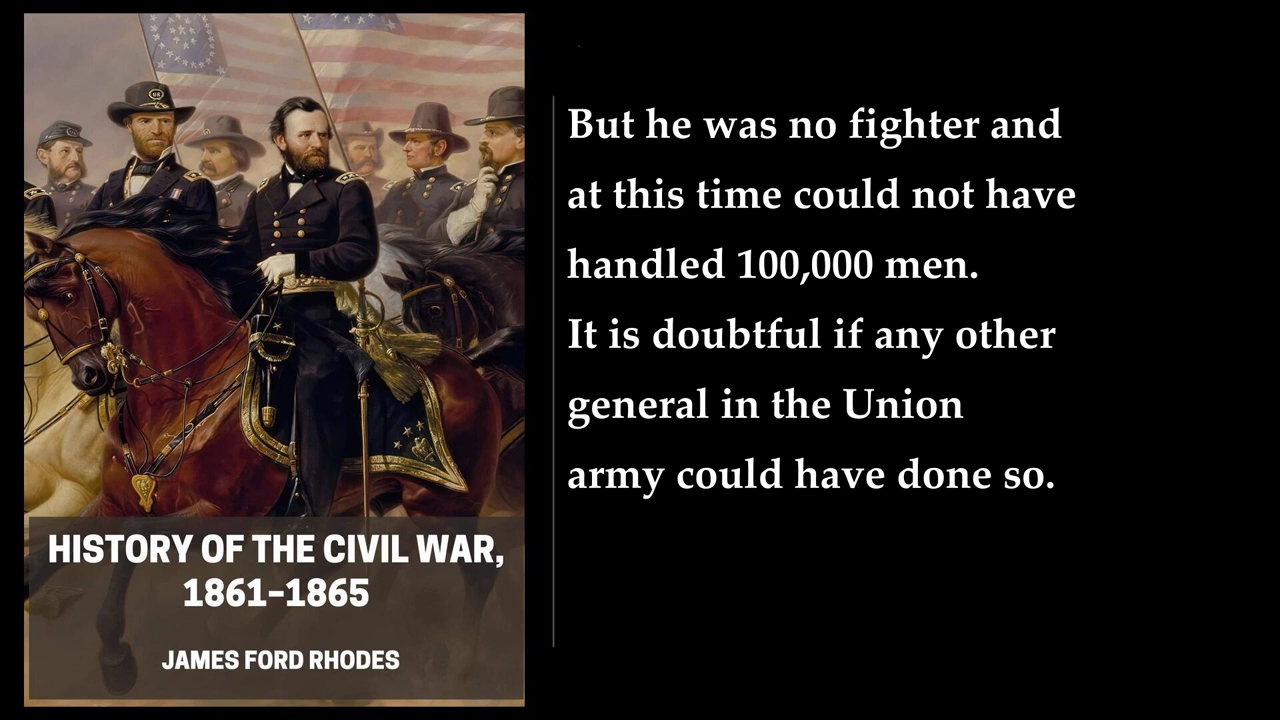 HISTORY OF THE CIVIL WAR,
1861–1865
JAMES FORD RHODES
But he was no fighter and
at this time could not have
handled 100,000 men.
It is doubtful if any other
general in the Union
army could have done so.